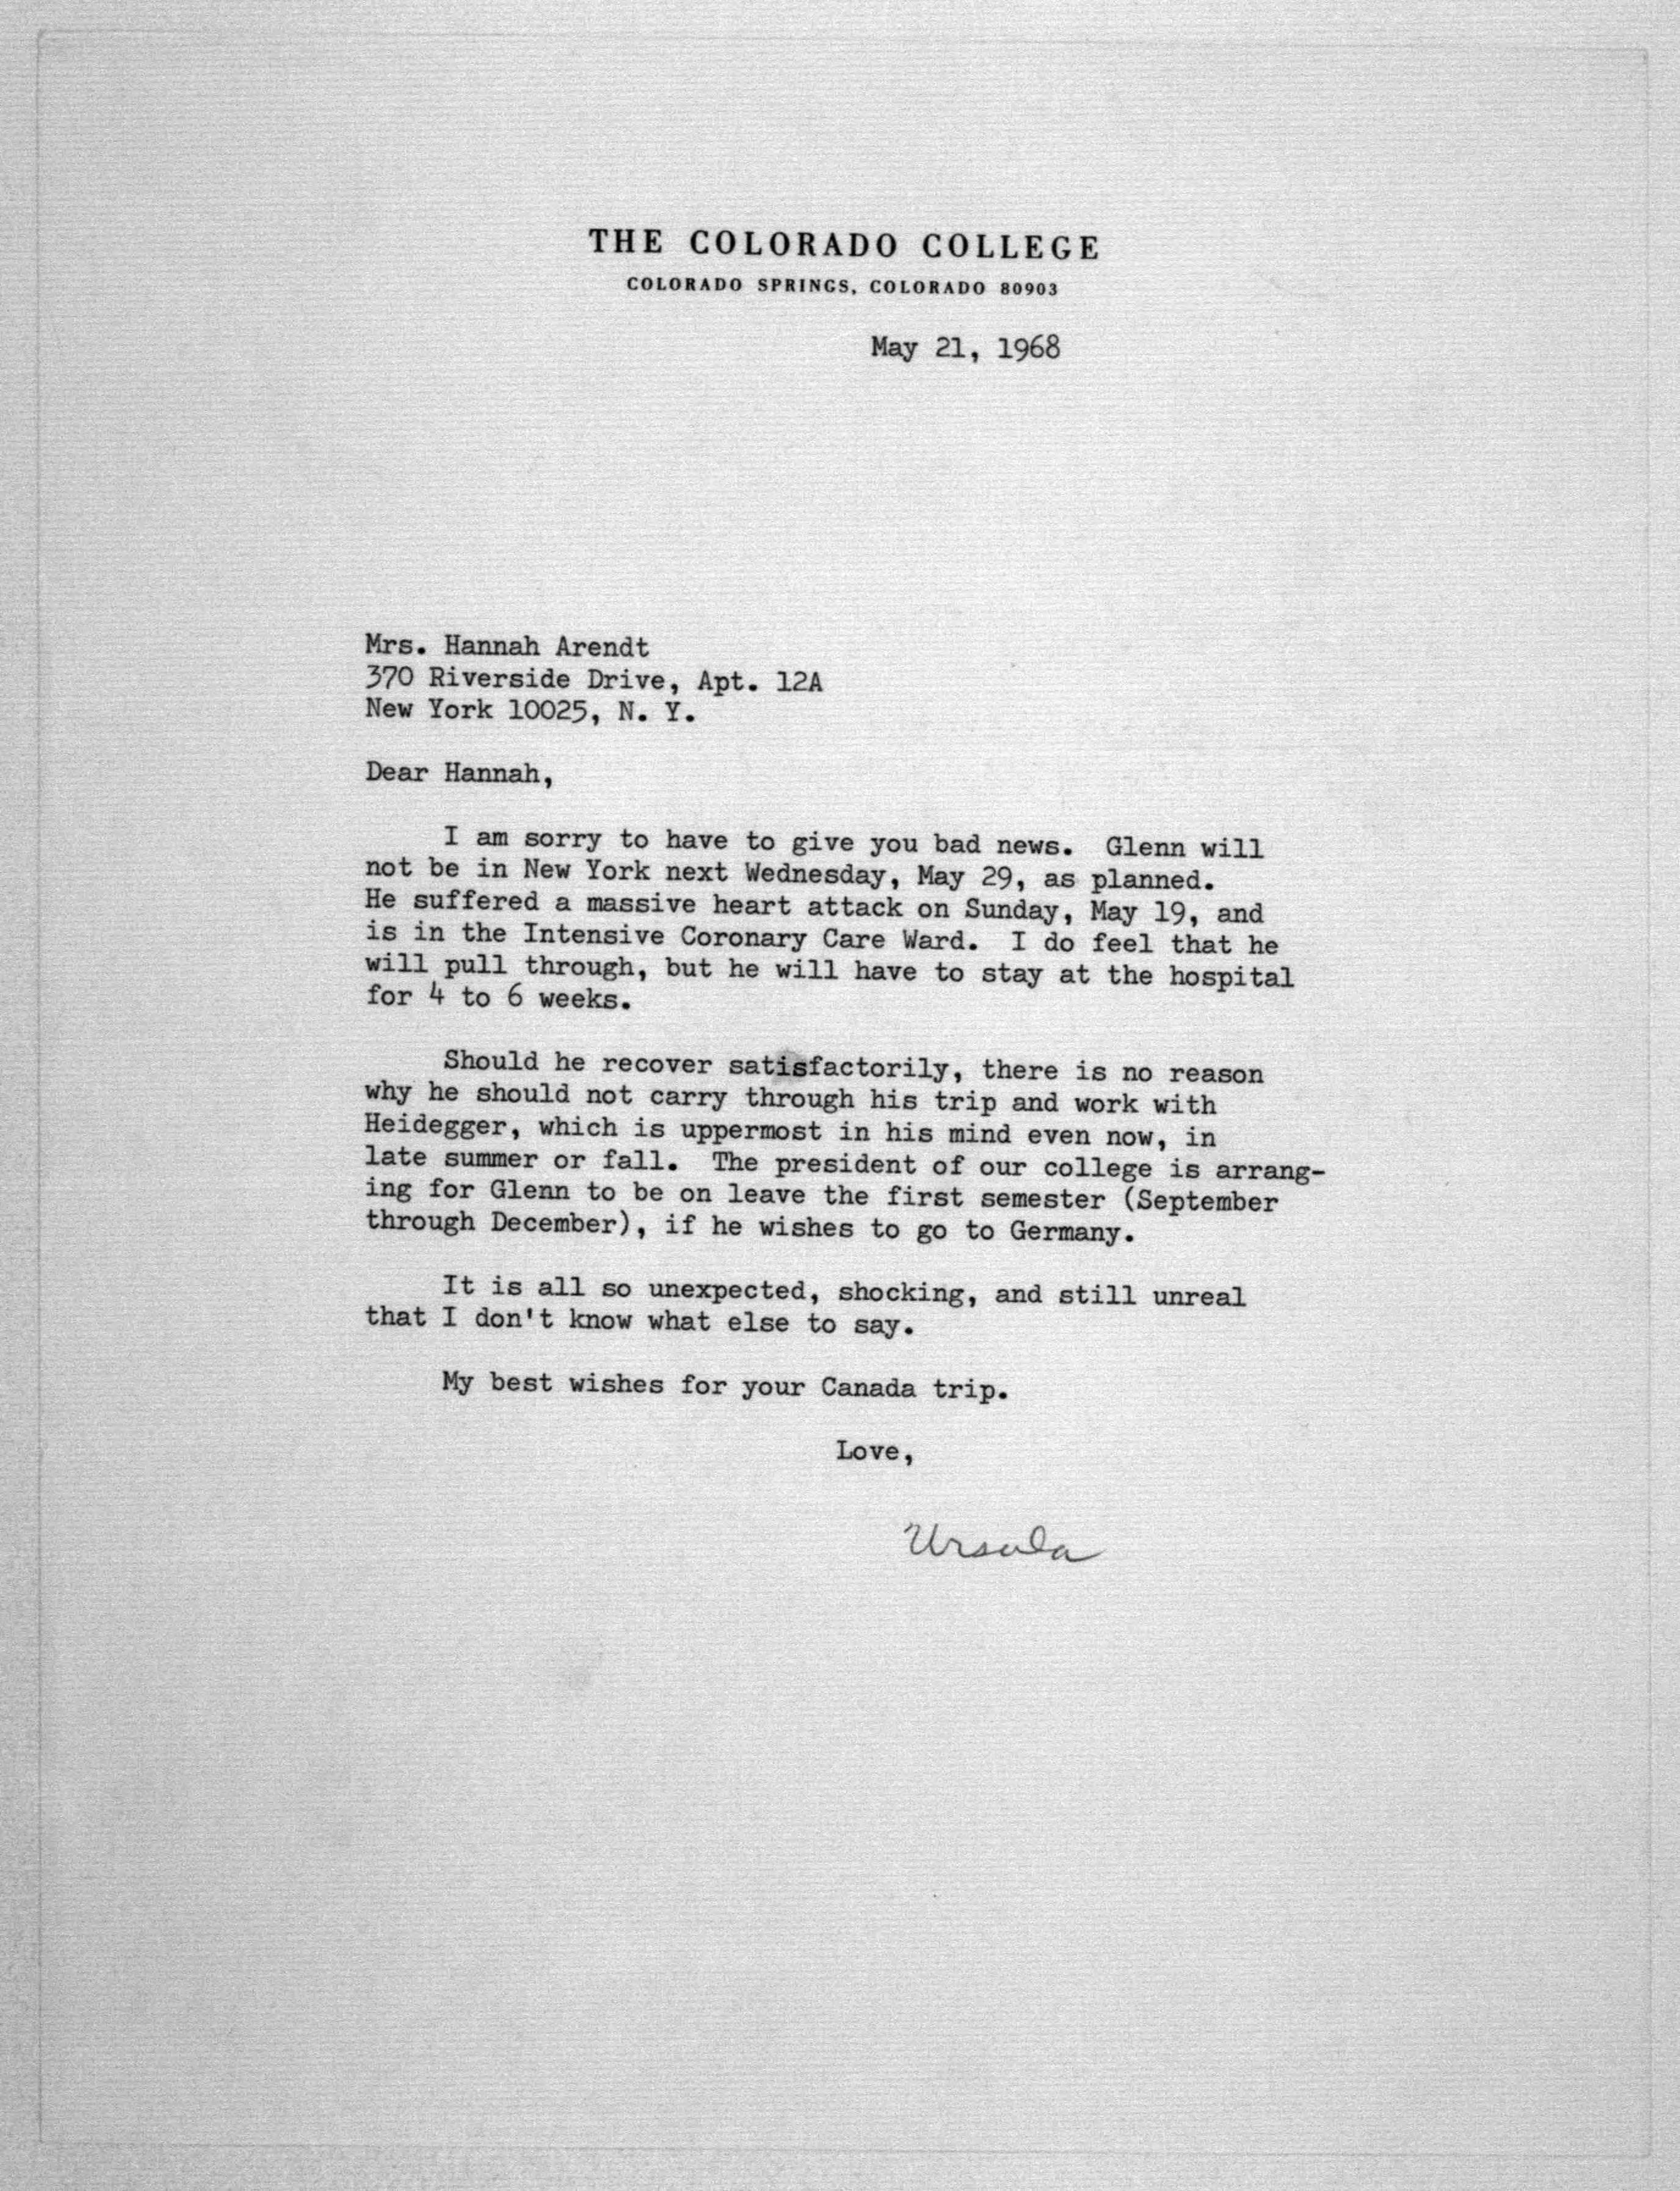 THE COLORADO COLLEGE
COLORADO SPRINGS, COLORADO 80903
May 21, 1968
Mrs. Hannah Arendt
370 Riverside Drive, Apt. 12A
New York 10025, N. Y.
Dear Hannah,
I am sorry to have to give you bad news. Glenn will
not be in New York next Wednesday, May 29, as planned.
He suffered a massive heart attack on Sunday, May 19, and
is in the Intensive Coronary Care Ward. I do feel that he
will pull through, but he will have to stay at the hospital
for 4 to 6 weeks.
Should he recover satisfactorily, there is no reason
why he should not carry through his trip and work with
Heidegger, which is uppermost in his mind even now, in
late summer or fall. The president of our college is arrang-
ing for Glenn to be on leave the first semester (September
through December), if he wishes to go to Germany.
It is all so unexpected, shocking, and still unreal
that I don't know what else to say.
My best wishes for your Canada trip.
Love,
Ursula